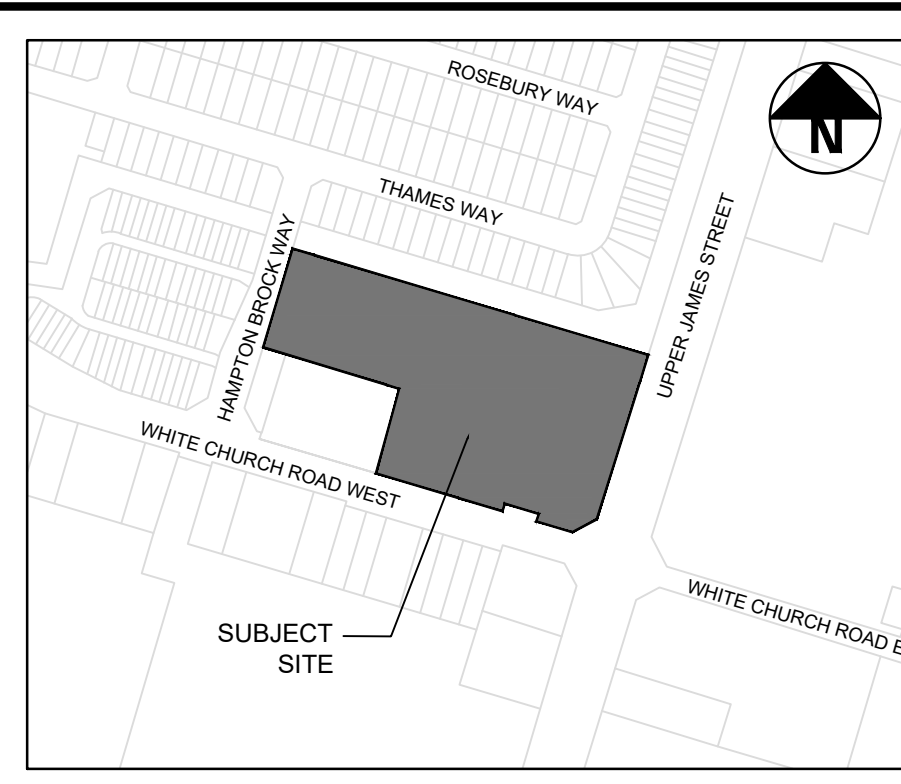 ROSEBURY WAY
N
THAMES WAY
UPPER JAMES STREET
HAMPTON BROCK WAY
WHITE CHURCH ROAD WEST
WHITE CHURCH ROAD E
SUBJECT
SITE